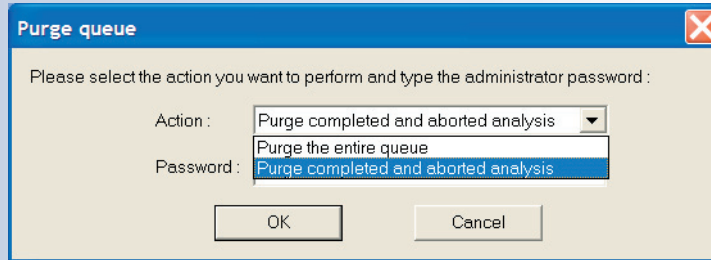 Purge queue
Please select the action you want to perform and type the administrator password :
Action : Purge completed and aborted analysis
Purge the entire queue
Password : Purge completed and aborted analysis
OK Cancel